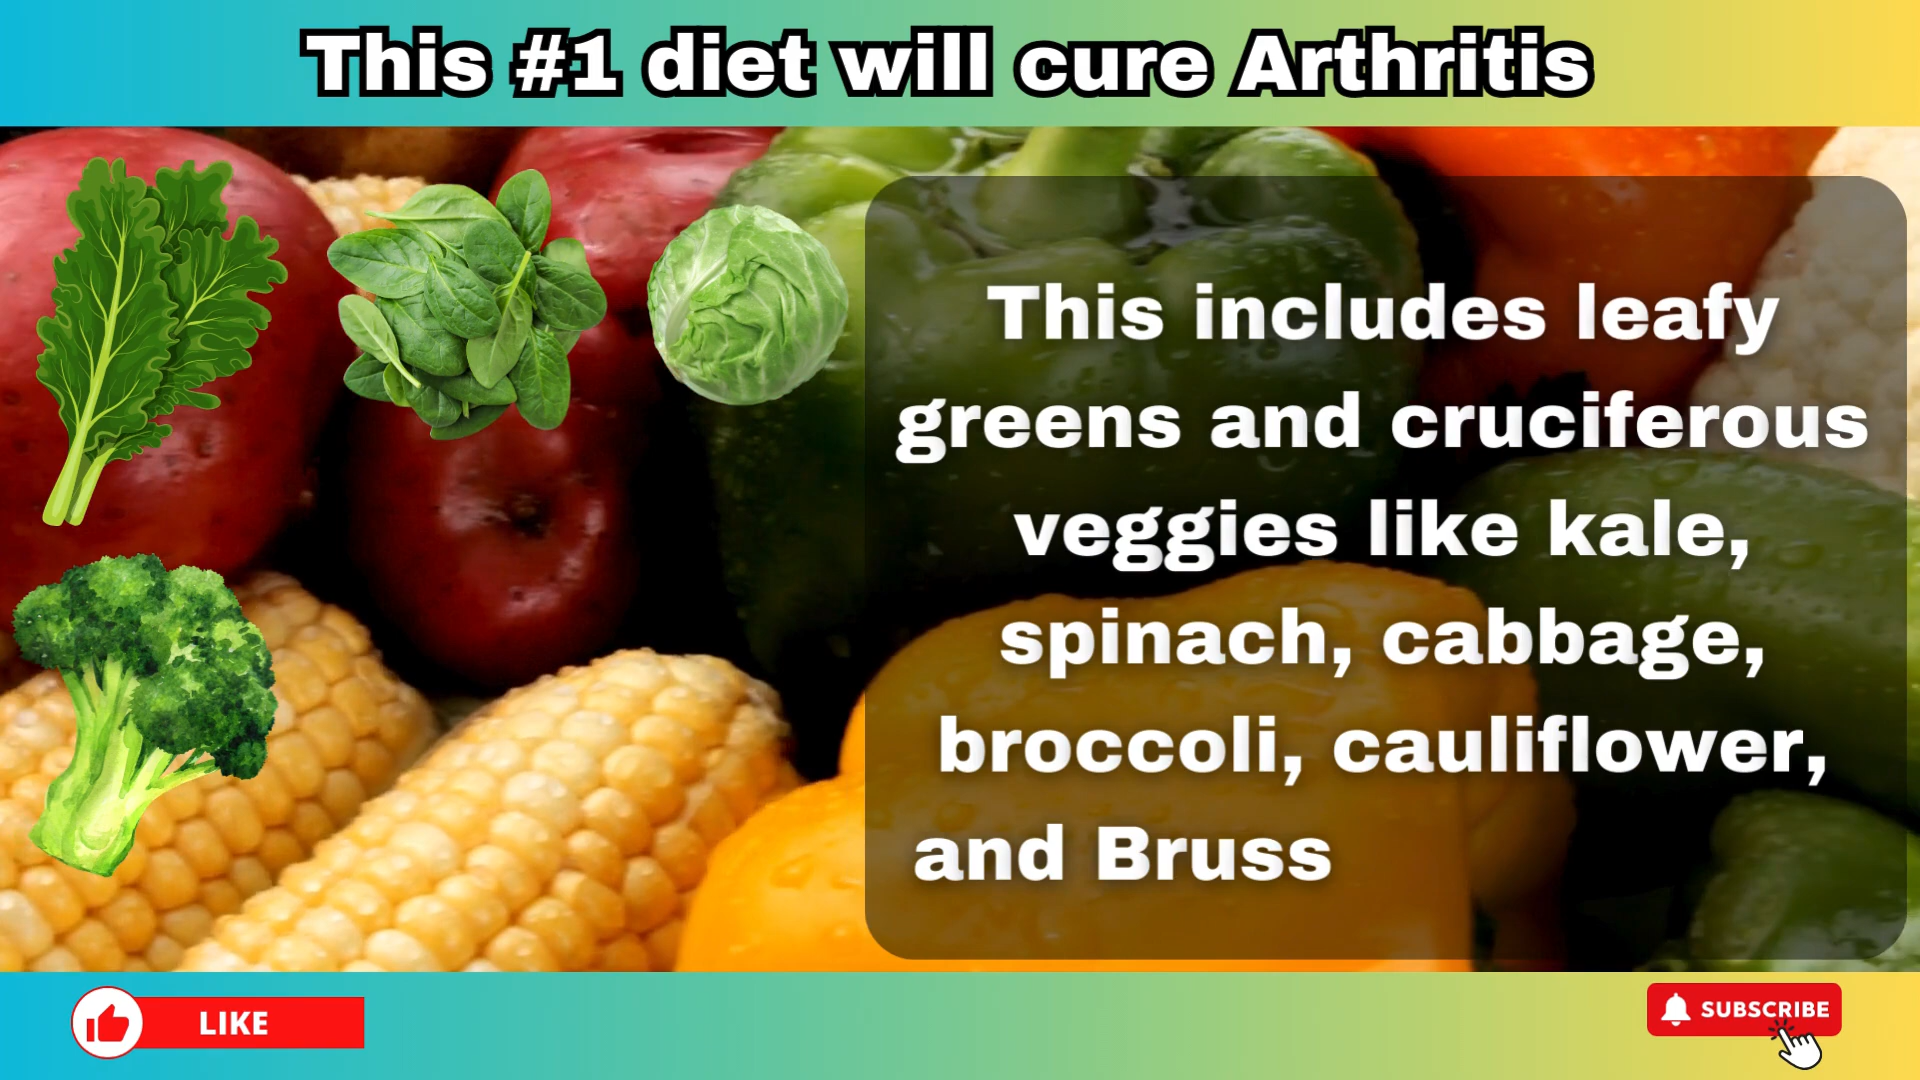 This #1 diet will cure Arthritis
This includes leafy
greens and cruciferous
veggies like kale,
spinach, cabbage,
broccoli, cauliflower,
and Bruss
LIKE
SUBSCRIBE